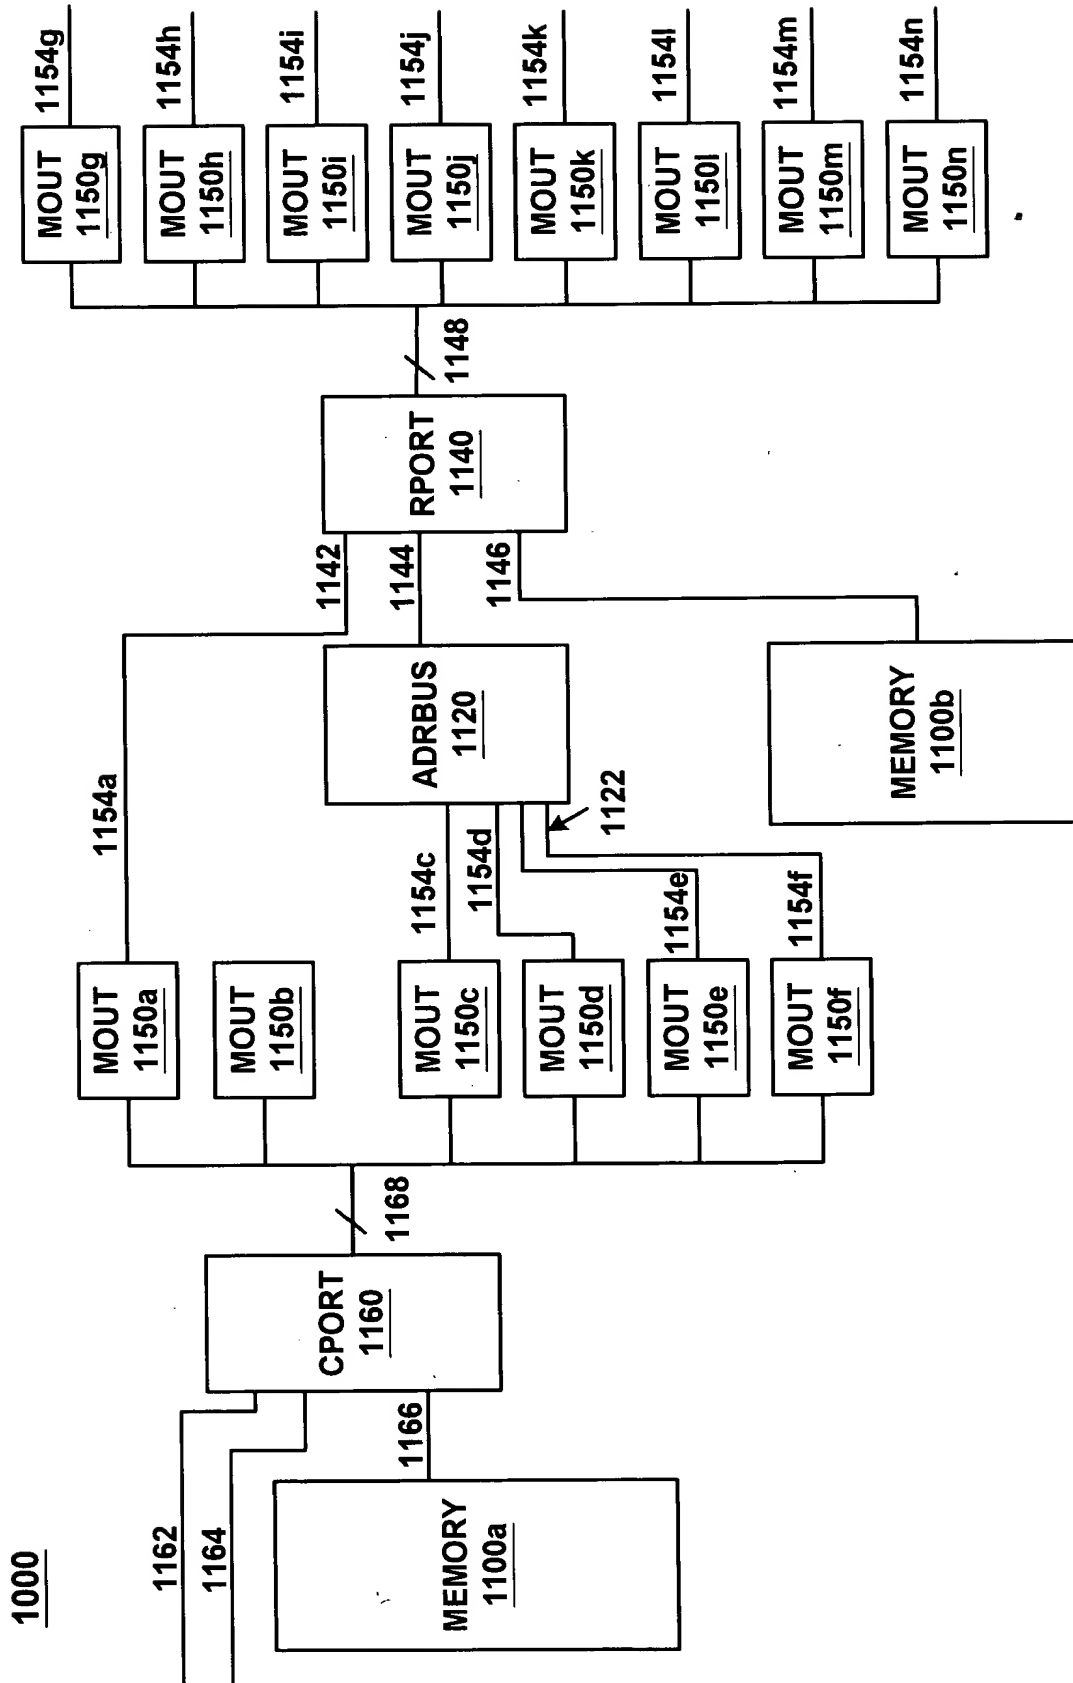 1000
1162
1164
MEMORY
1100a
1166
CPORT
1160
1168
MOUT
1150a
MOUT
1150b
MOUT
1150c
MOUT
1150d
MOUT
1150e
MOUT
1150f
1154a
1154c
1154d
1154e
1154f
1122
ADRBUS
1120
MEMORY
1100b
1142
1144
1146
RPORT
1140
1148
MOUT
1150g
MOUT
1150h
MOUT
1150i
MOUT
1150j
MOUT
1150k
MOUT
1150l
MOUT
1150m
MOUT
1150n
1154g
1154h
1154i
1154j
1154k
1154l
1154m
1154n